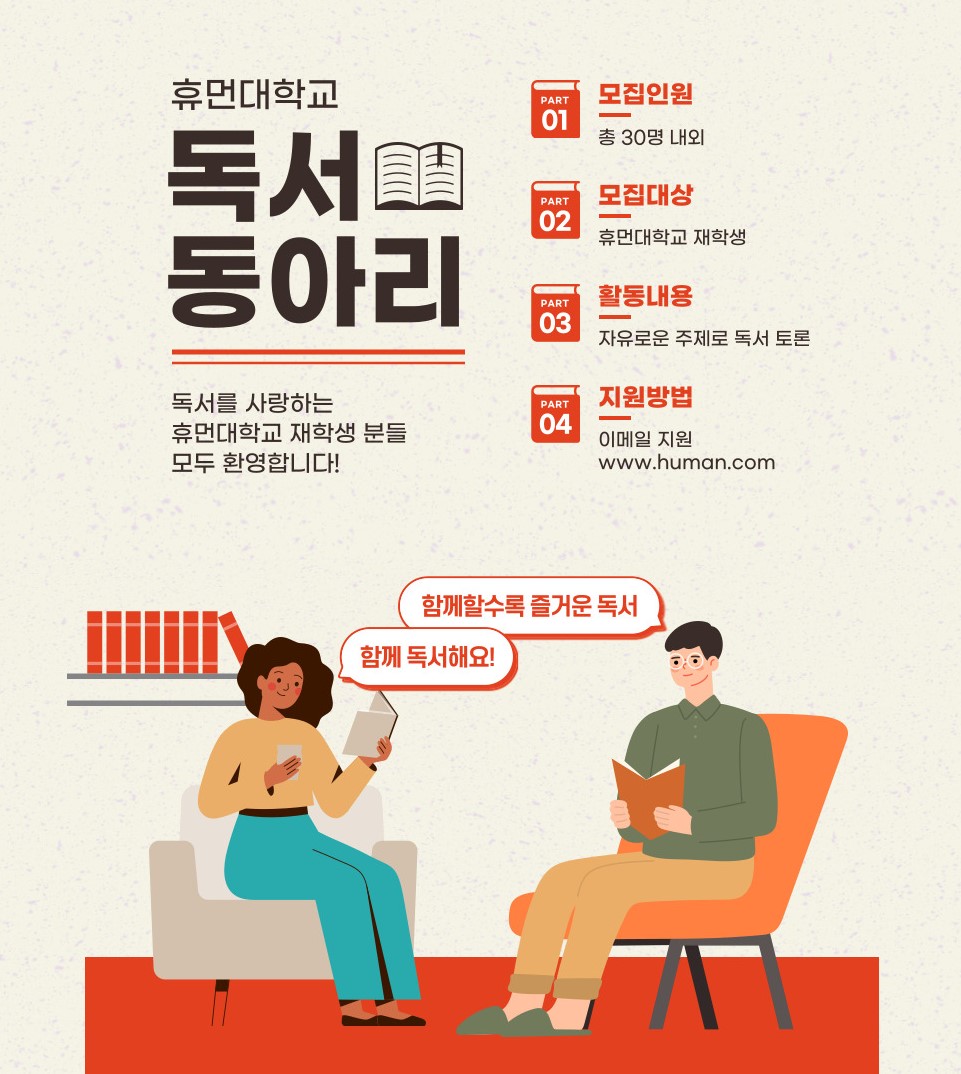 휴먼대학교
독서
동아리
독서를 사랑하는
휴먼대학교 재학생 분들
모두 환영합니다!
PART
01
모집인원
총 30명 내외
PART
02
모집대상
휴먼대학교 재학생
PART
03
활동내용
자유로운 주제로 독서 토론
PART
04
지원방법
이메일 지원
www.human.com
함께할수록 즐거운 독서
함께 독서해요!